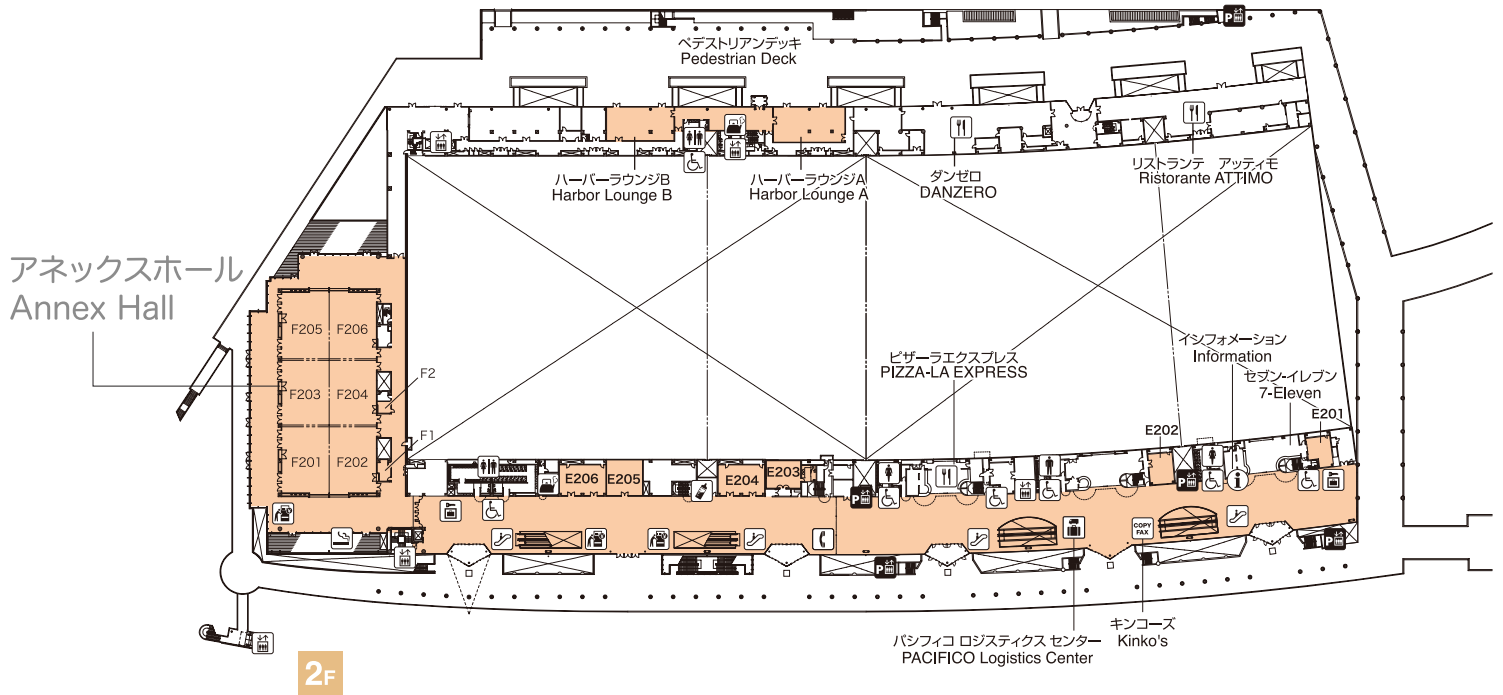 ペデストリアンデッキ
Pedestrian Deck
P
ハーバーラウンジB
Harbor Lounge B
ハーバーラウンジA
Harbor Lounge A
ダンゼロ
DANZERO
リストランテ アッティモ
Ristorante ATTIMO
アネックスホール
Annex Hall
F205
F206
F203
F204
F201
F202
F2
F1
ピザーラエクスプレス
PIZZA-LA EXPRESS
インフォメーション
Information
セブン-イレブン
7-Eleven
E201
E202
E203
E204
E205
E206
P
P
i
COPY
FAX
P
P
パシフィコ ロジスティクス センター
PACIFICO Logistics Center
キンコーズ
Kinko's
2F